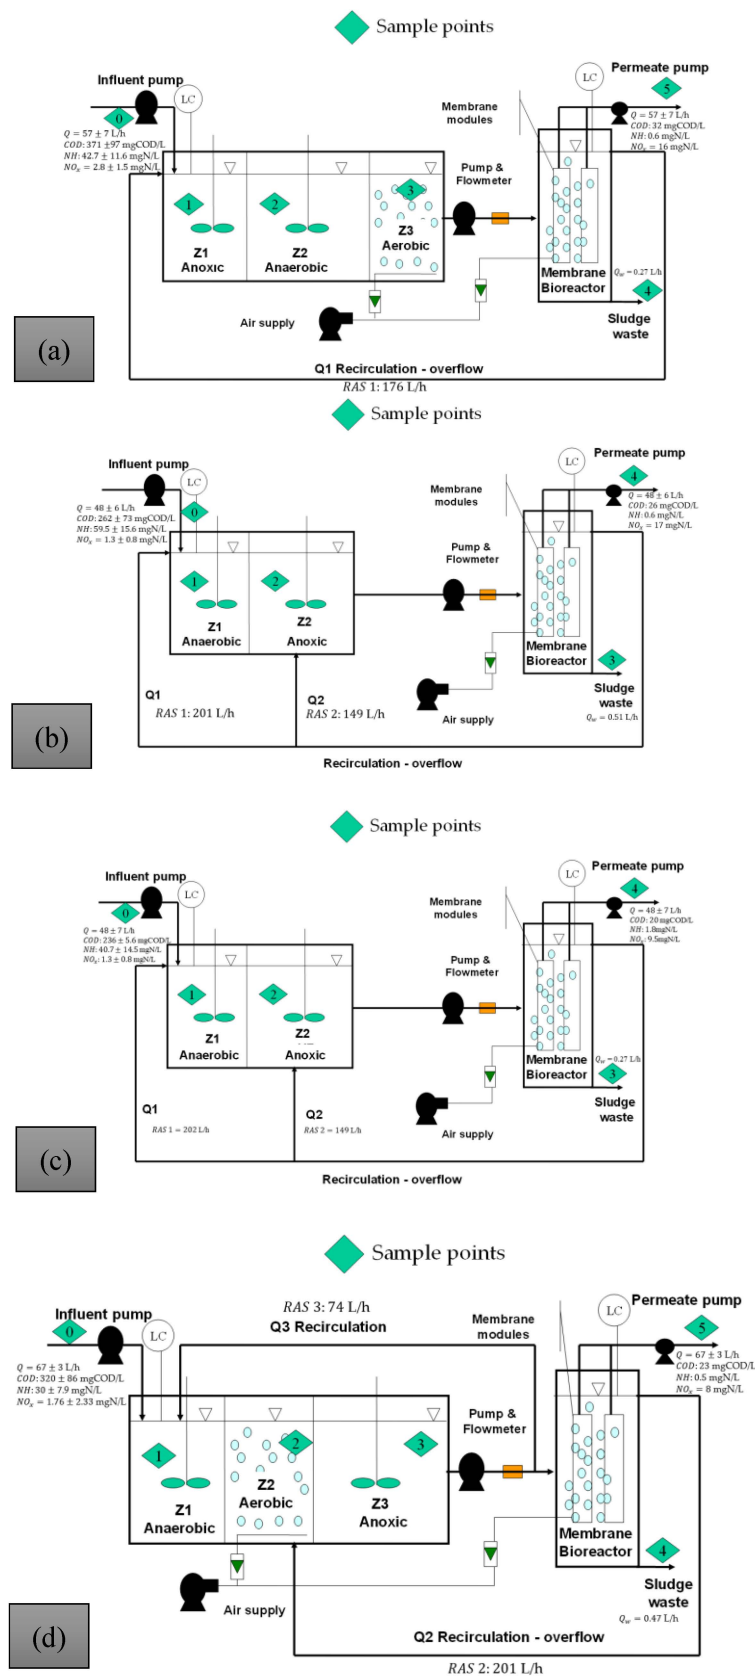 Sample points
Influent pump
LC
0
Q = 57 ± 7 L/h
COD: 371 ±97 mgCOD/L
NH: 42.7 ± 11.6 mgN/L
NOx = 2.8 ± 1.5 mgN/L
1
2
3
Z1
Anoxic
Z2
Anaerobic
Z3
Aerobic
Pump &
Flowmeter
Membrane
modules
LC
Permeate pump
5
Q = 57 ± 7 L/h
COD: 32 mgCOD/L
NH: 0.6 mgN/L
NOx = 16 mgN/L
Membrane
Bioreactor
Qw = 0.27 L/h
4
Sludge
waste
Air supply
(a)
Q1 Recirculation - overflow
RAS 1: 176 L/h
Sample points
Influent pump
LC
Q = 48 ± 6 L/h
COD: 262 ± 73 mgCOD/L
NH: 59.5 ± 15.6 mgN/L
NOx = 1.3 ± 0.8 mgN/L
0
1
2
Z1
Anaerobic
Z2
Anoxic
Pump &
Flowmeter
Membrane
modules
LC
Permeate pump
4
Q = 48 ± 6 L/h
COD: 26 mgCOD/L
NH: 0.6 mgN/L
NOx = 17 mgN/L
Membrane
Bioreactor
3
Sludge
waste
Qw = 0.51 L/h
Air supply
Q1
RAS 1: 201 L/h
Q2
RAS 2: 149 L/h
(b)
Recirculation - overflow
Sample points
Influent pump
LC
0
Q = 48 ± 7 L/h
COD: 236 ± 5.6 mgCOD/L
NH: 40.7 ± 14.5 mgN/L
NOx: 1.3 ± 0.8 mgN/L
1
2
Z1
Anaerobic
Z2
Anoxic
Pump &
Flowmeter
Membrane
modules
LC
Permeate pump
4
Q = 48 ± 7 L/h
COD: 20 mgCOD/L
NH: 1.8mgN/L
NOx: 9.5mgN/L
Membrane
Bioreactor
Qw = 0.27 L/h
3
Sludge
waste
Air supply
Q1
RAS 1 = 202 L/h
Q2
RAS 2 = 149 L/h
(c)
Recirculation - overflow
Sample points
RAS 3: 74 L/h
Q3 Recirculation
Influent pump
LC
0
Q = 67 ± 3 L/h
COD: 320 ± 86 mgCOD/L
NH: 30 ± 7.9 mgN/L
NOx = 1.76 ± 2.33 mgN/L
1
2
3
Z1
Anaerobic
Z2
Aerobic
Z3
Anoxic
Pump &
Flowmeter
Membrane
modules
LC
Permeate pump
5
Q = 67 ± 3 L/h
COD: 23 mgCOD/L
NH: 0.5 mgN/L
NOx = 8 mgN/L
Membrane
Bioreactor
4
Sludge
waste
Qw = 0.47 L/h
Air supply
(d)
Q2 Recirculation - overflow
RAS 2: 201 L/h